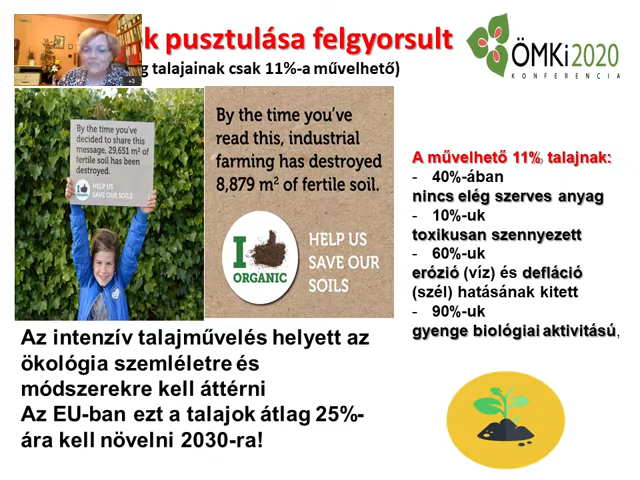 k pusztulása felgyorsult
g talajainak csak 11%-a művelhető)
ÖMKi2020
KONFERENCIA
By the time you've
decided to share this
message, 29,651 m² of
fertile soil has been
destroyed.
HELP US
SAVE OUR SOILS
By the time you've
read this, industrial
farming has destroyed
8,879 m² of fertile soil.
I
ORGANIC
HELP US
SAVE OUR
SOILS
A művelhető 11% talajnak:
- 40%-ában
nincs elég szerves anyag
- 10%-uk
toxikusan szennyezett
- 60%-uk
erózió (víz) és defláció
(szél) hatásának kitett
- 90%-uk
gyenge biológiai aktivitású,
Az intenzív talajművelés helyett az
ökológia szemléletre és
módszerekre kell áttérni
Az EU-ban ezt a talajok átlag 25%-
ára kell növelni 2030-ra!